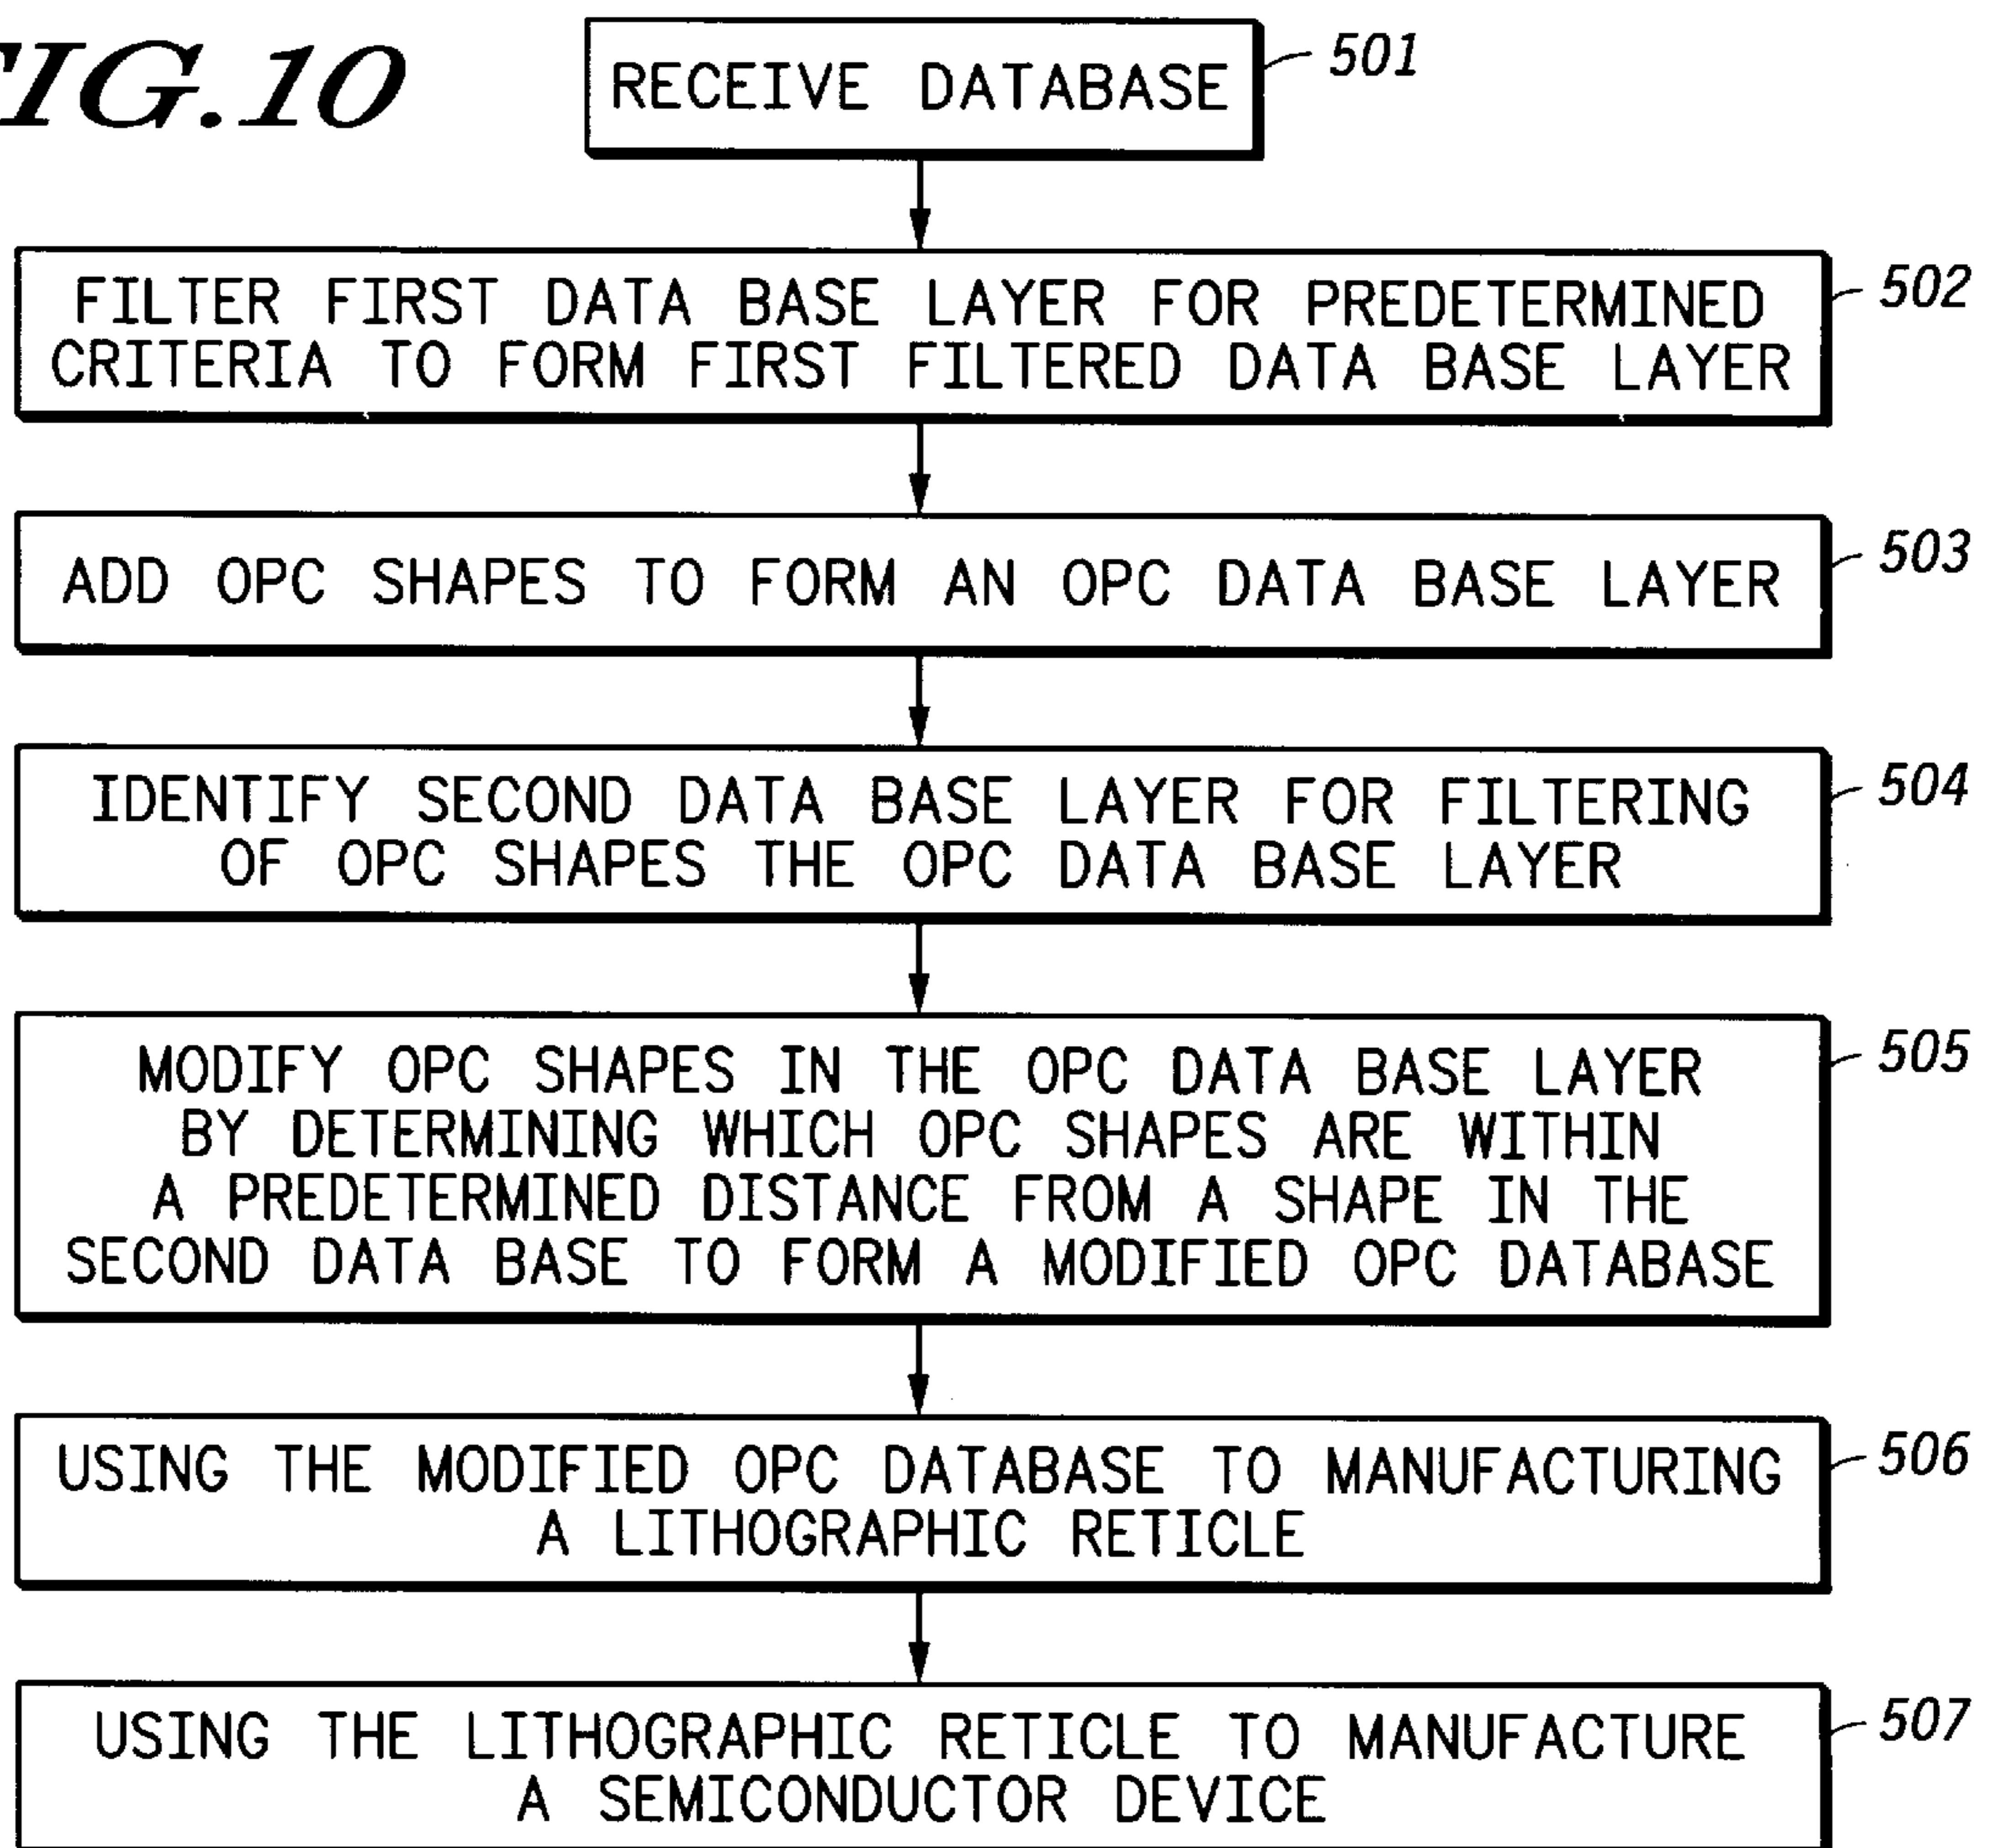 FIG.10
RECEIVE DATABASE
501
FILTER FIRST DATA BASE LAYER FOR PREDETERMINED
CRITERIA TO FORM FIRST FILTERED DATA BASE LAYER
502
ADD OPC SHAPES TO FORM AN OPC DATA BASE LAYER
503
IDENTIFY SECOND DATA BASE LAYER FOR FILTERING
OF OPC SHAPES THE OPC DATA BASE LAYER
504
MODIFY OPC SHAPES IN THE OPC DATA BASE LAYER
BY DETERMINING WHICH OPC SHAPES ARE WITHIN
A PREDETERMINED DISTANCE FROM A SHAPE IN THE
SECOND DATA BASE TO FORM A MODIFIED OPC DATABASE
505
USING THE MODIFIED OPC DATABASE TO MANUFACTURING
A LITHOGRAPHIC RETICLE
506
USING THE LITHOGRAPHIC RETICLE TO MANUFACTURE
A SEMICONDUCTOR DEVICE
507